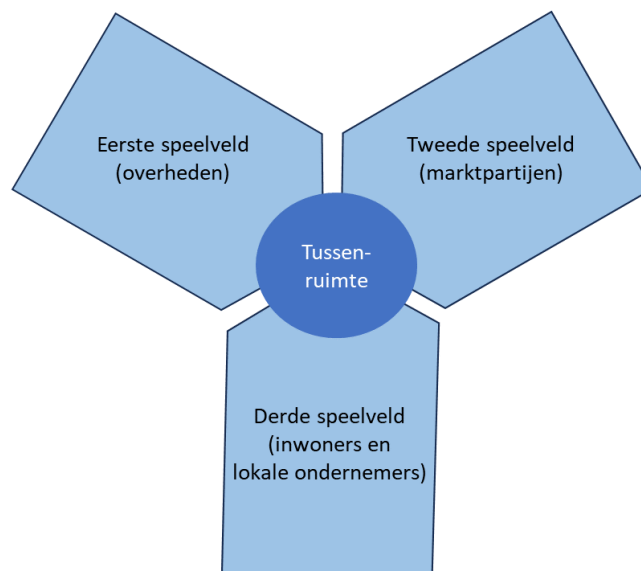 Eerste speelveld
(overheden)
Tweede speelveld
(marktpartijen)
Tussen-
ruimte
Derde speelveld
(inwoners en
lokale ondernemers)